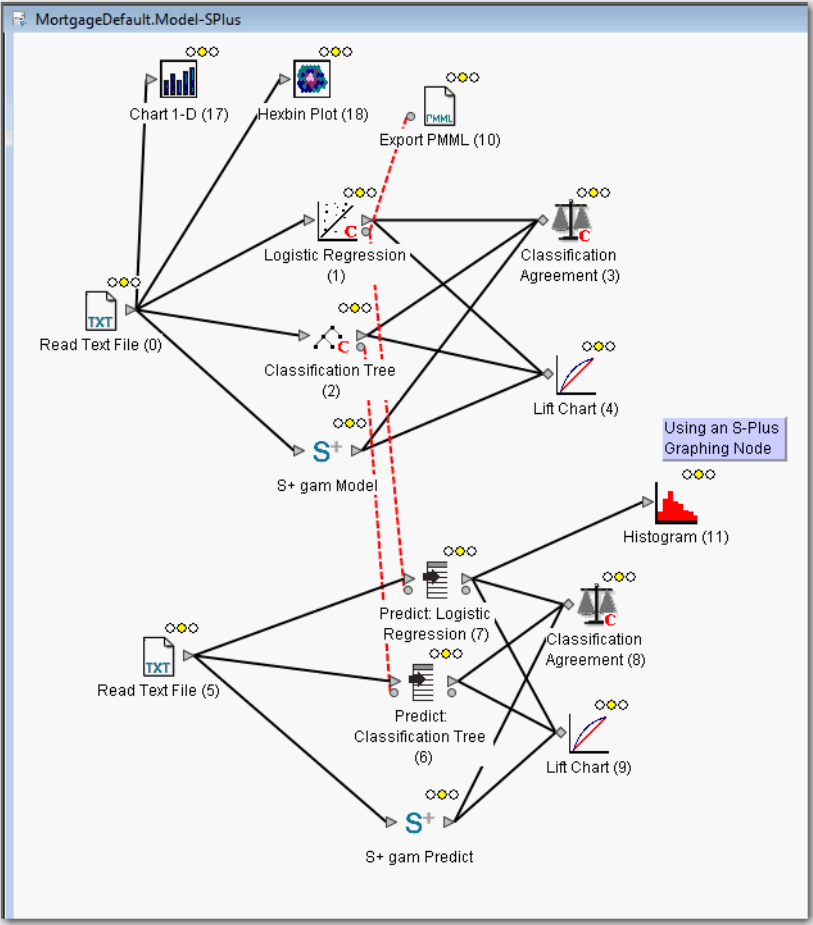 MortgageDefault.Model-SPlus
Chart 1-D (17)
Hexbin Plot (18)
PMML
Export PMML (10)
C
Logistic Regression
(1)
C
Classification
Agreement (3)
TXT
Read Text File (0)
C
Classification Tree
(2)
Lift Chart (4)
S+
S+ gam Model
Using an S-Plus
Graphing Node
Histogram (11)
Predict: Logistic
Regression (7)
C
Classification
Agreement (8)
TXT
Read Text File (5)
Predict:
Classification Tree
(6)
Lift Chart (9)
S+
S+ gam Predict